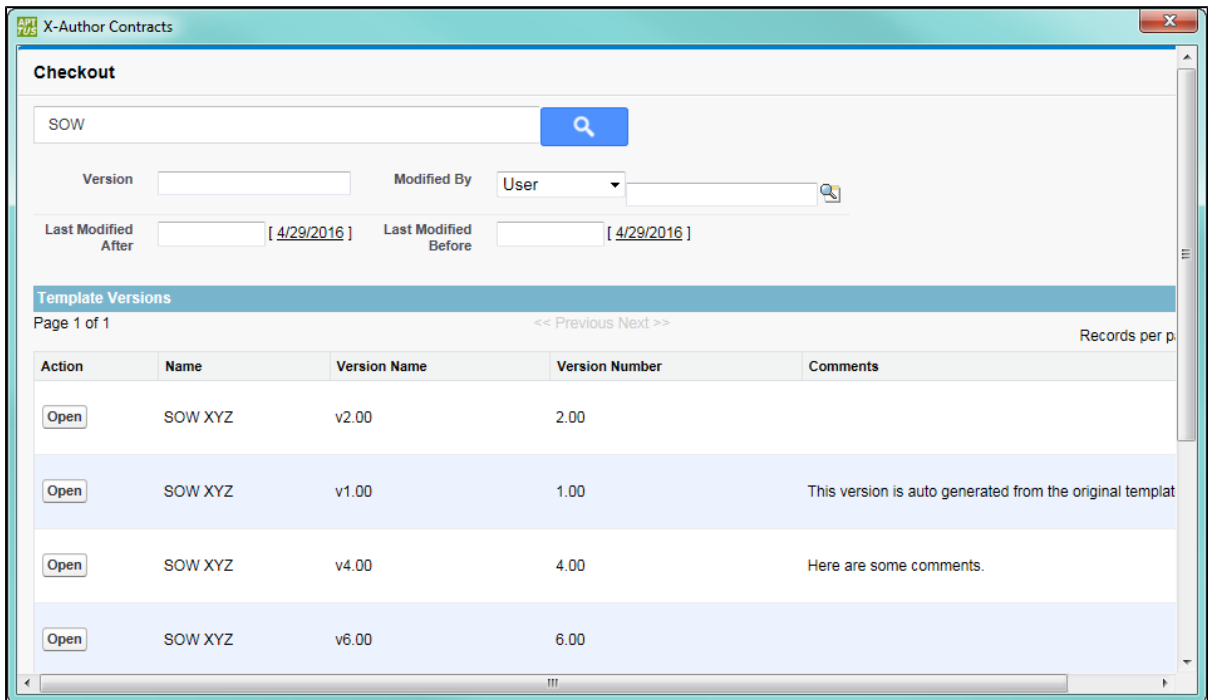 APT TUS X-Author Contracts
Checkout
SOW
Version Modified By User
Last Modified After [ 4/29/2016 ] Last Modified Before [ 4/29/2016 ]
Template Versions
Page 1 of 1 << Previous Next >>
Records per p
Action Name Version Name Version Number Comments
Open SOW XYZ v2.00 2.00
Open SOW XYZ v1.00 1.00 This version is auto generated from the original templat
Open SOW XYZ v4.00 4.00 Here are some comments.
Open SOW XYZ v6.00 6.00